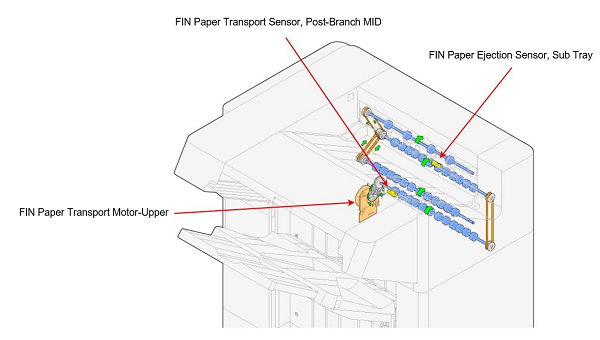 FIN Paper Transport Sensor, Post-Branch MID
FIN Paper Ejection Sensor, Sub Tray
FIN Paper Transport Motor-Upper